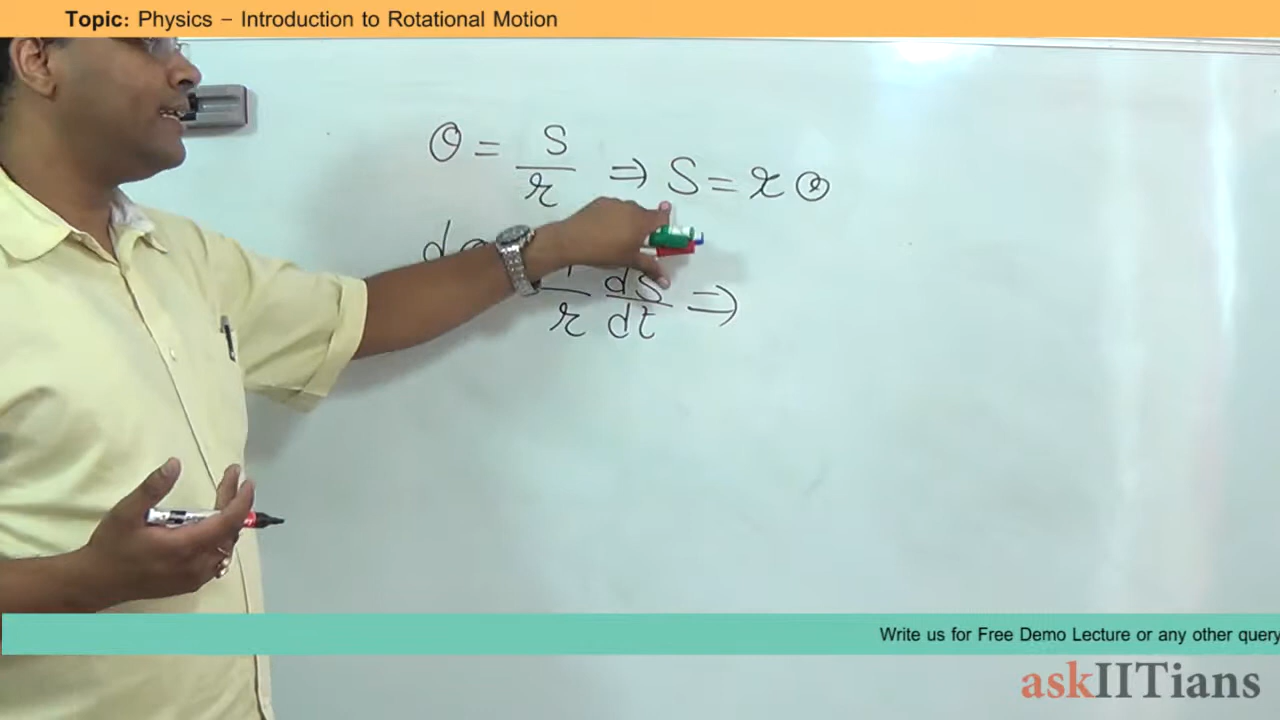 Topic: Physics – Introduction to Rotational Motion
θ = S/r ⇒ S = r θ
r dS/dt ⇒
Write us for Free Demo Lecture or any other query
askIITians